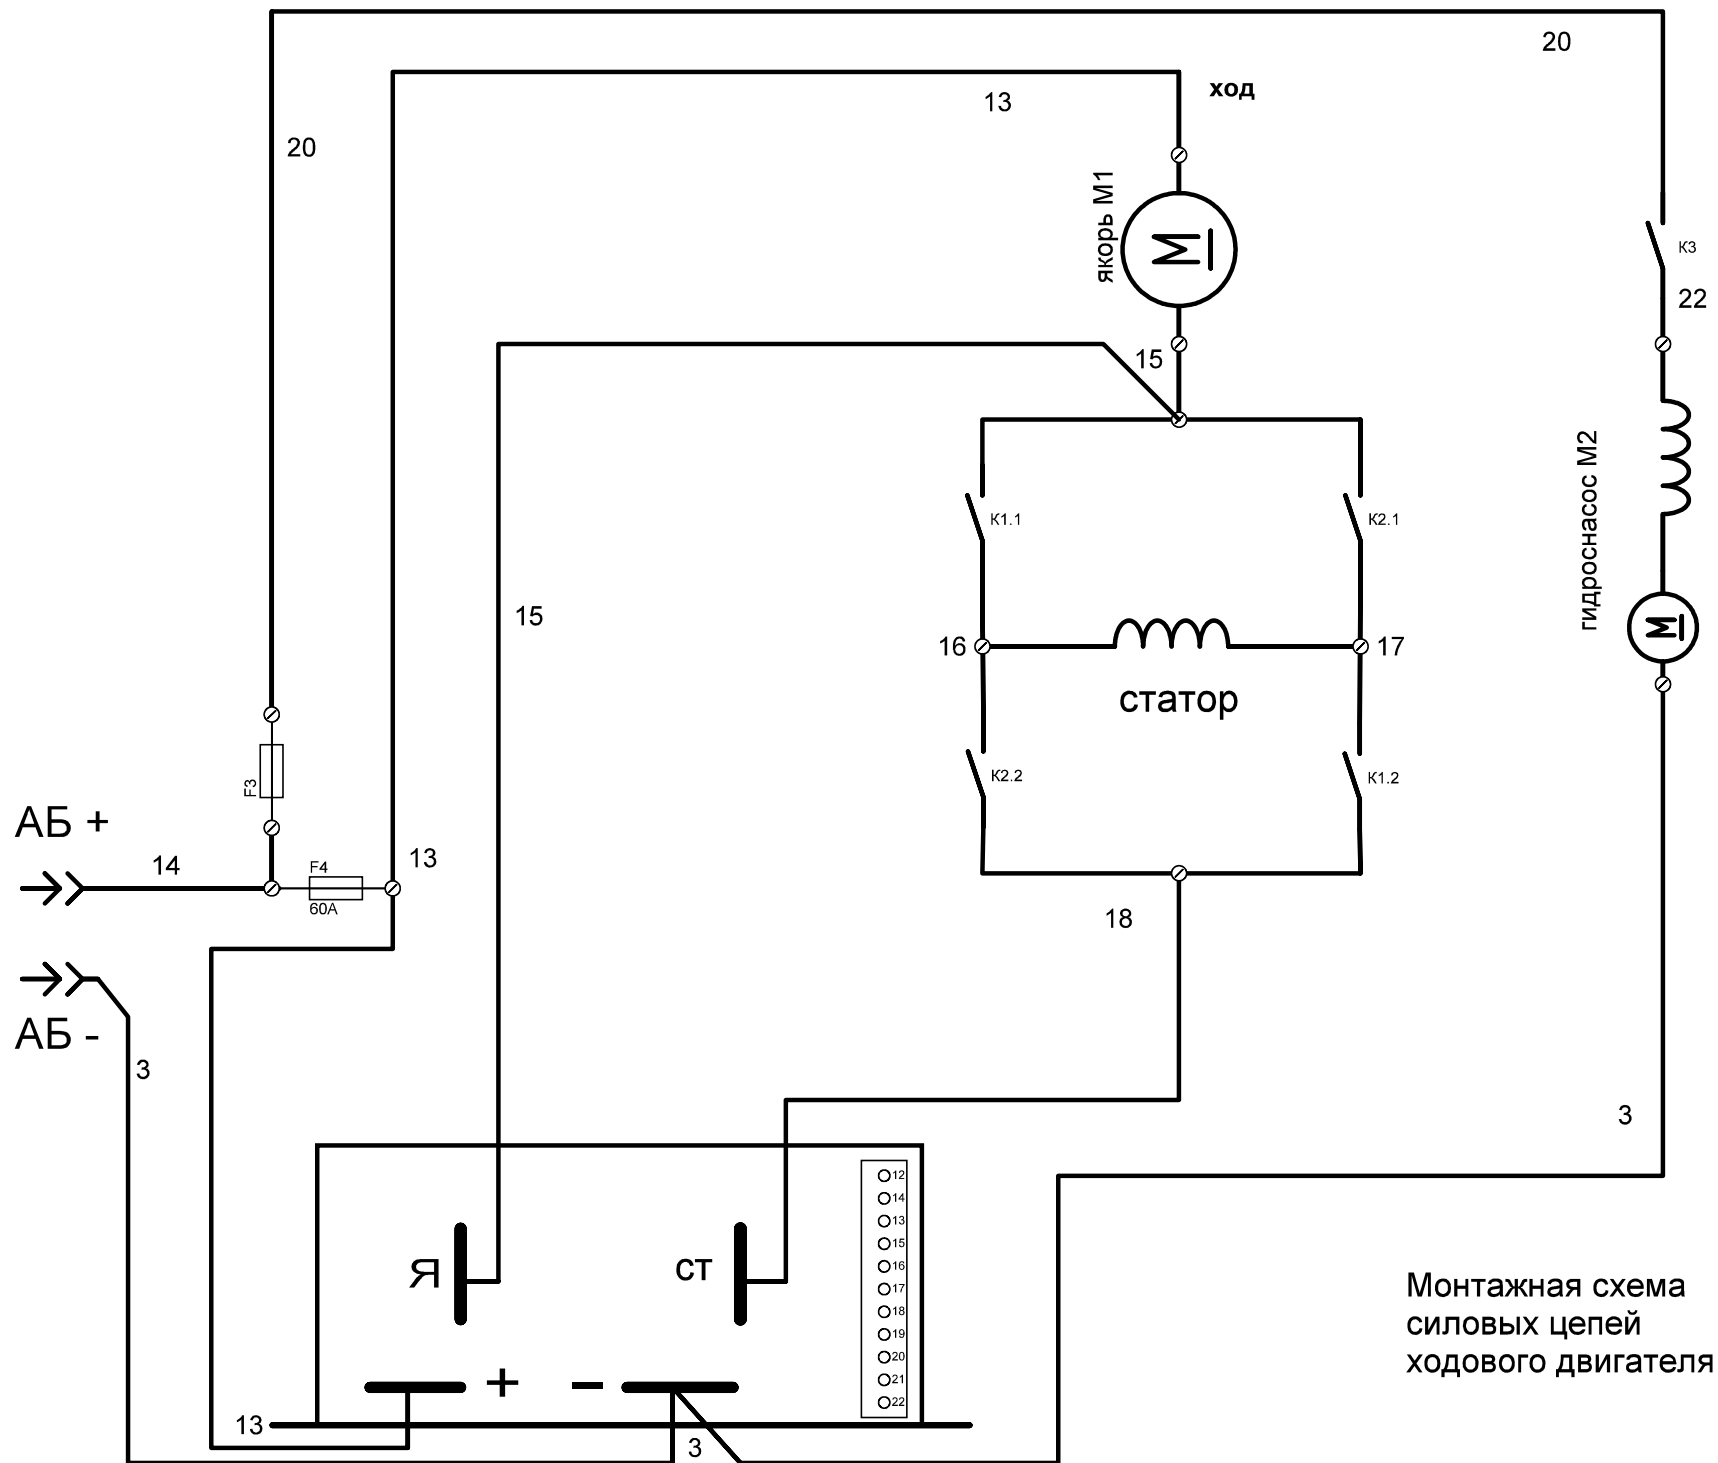 20
13
ход
20
якорь М1
М
К3
22
15
гидроснасос М2
К1.1
К2.1
15
16
17
М
статор
К2.2
К1.2
F3
АБ +
14
F4
13
60А
18
АБ -
3
3
12
14
13
15
16
17
18
19
20
21
22
Я
ст
+
-
13
3
Монтажная схема
силовых цепей
ходового двигателя